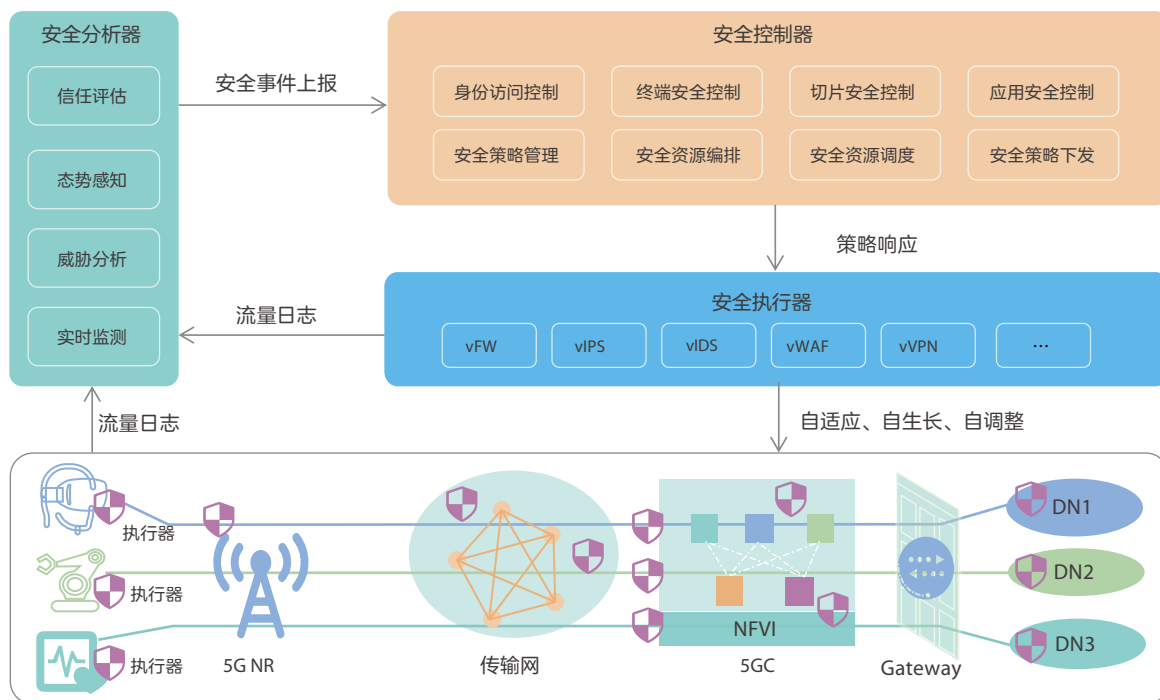 安全分析器
信任评估
态势感知
威胁分析
实时监测
安全事件上报
安全控制器
身份访问控制
终端安全控制
切片安全控制
应用安全控制
安全策略管理
安全资源编排
安全资源调度
安全策略下发
策略响应
流量日志
安全执行器
vFW
vIPS
vIDS
vWAF
vVPN
...
流量日志
自适应、自生长、自调整
执行器
执行器
执行器
5G NR
传输网
NFVI
5GC
Gateway
DN1
DN2
DN3